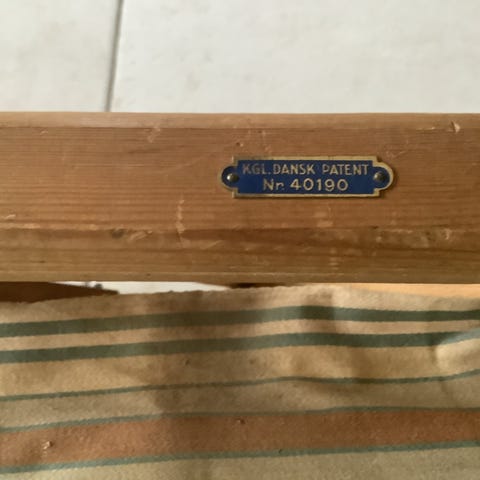 KGL. DANSK PATENT
Nr. 40190